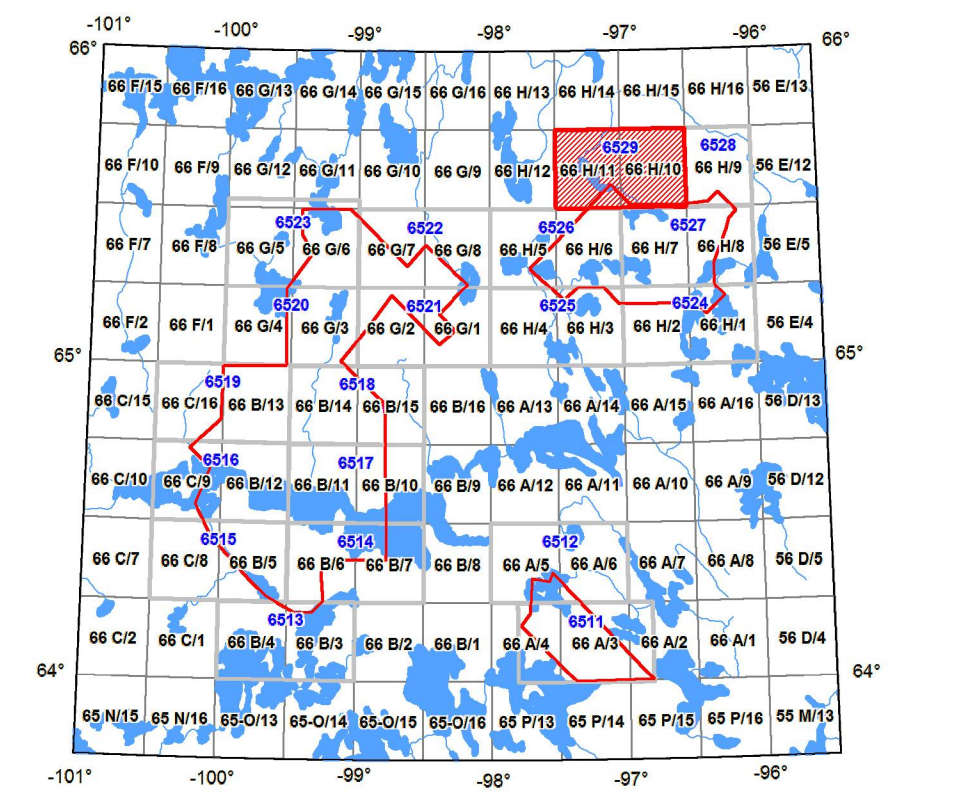 -101° -100° -99 -98 -97 -96°
66° 66°
66 F/15 66 F/16 66 G/13 66 G/14 66 G/15 66 G/16 66 H/13 66 H/14 66 H/15 66 H/16 56 E/13
6529 6528
66 F/10 66 F/9 66 G/12 66 G/11 66 G/10 66 G/9 66 H/12 66 H/11 66 H/10 66 H/9 56 E/12
6523 6522 6526 6527
66 F/7 66 F/8 66 G/5 66 G/6 66 G/7 66 G/8 66 H/5 66 H/6 66 H/7 66 H/8 56 E/5
6520 6521 6525 6524
66 F/2 66 F/1 66 G/4 66 G/3 66 G/2 66 G/1 66 H/4 66 H/3 66 H/2 66 H/1 56 E/4
65° 65°
6519 6518
66 C/15 66 C/16 66 B/13 66 B/14 66 B/15 66 B/16 66 A/13 66 A/14 66 A/15 66 A/16 56 D/13
6516 6517
66 C/10 66 C/9 66 B/12 66 B/11 66 B/10 66 B/9 66 A/12 66 A/11 66 A/10 66 A/9 56 D/12
6515 6514 6512
66 C/7 66 C/8 66 B/5 66 B/6 66 B/7 66 B/8 66 A/5 66 A/6 66 A/7 66 A/8 56 D/5
6513 6511
66 C/2 66 C/1 66 B/4 66 B/3 66 B/2 66 B/1 66 A/4 66 A/3 66 A/2 66 A/1 56 D/4
64° 64°
65 N/15 65 N/16 65-O/13 65-O/14 65-O/15 65-O/16 65 P/13 65 P/14 65 P/15 65 P/16 55 M/13
-101° -100° -99° -98° -97° -96°